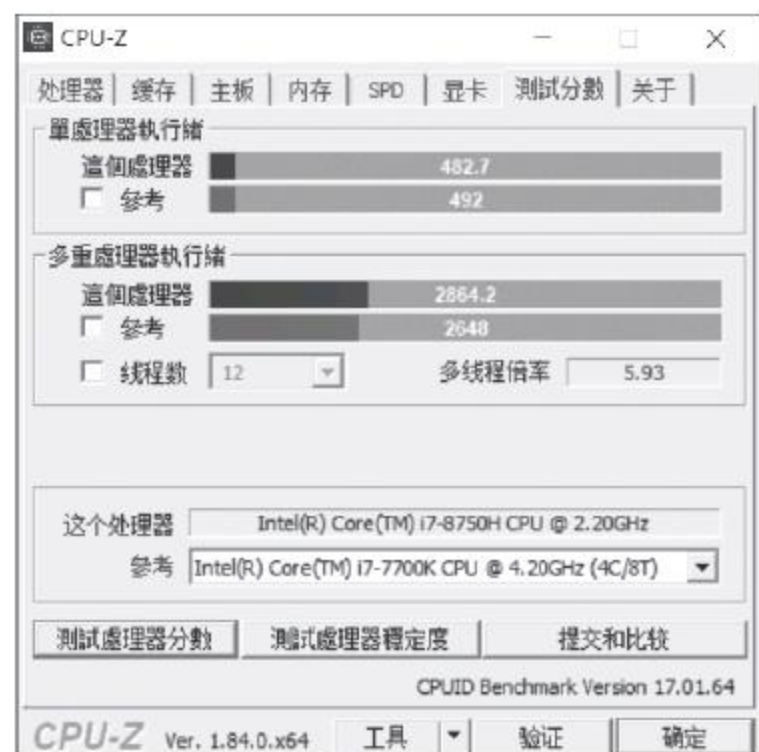 CPU-Z
处理器 缓存 主板 内存 SPD 显卡 測試分數 关于
單處理器執行緒
這個處理器 482.7
參考 492
多重處理器執行緒
這個處理器 2864.2
參考 2648
线程数 12 多线程倍率 5.93
这个处理器 Intel(R) Core(TM) i7-8750H CPU @ 2.20GHz
參考 Intel(R) Core(TM) i7-7700K CPU @ 4.20GHz (4C/8T)
測試處理器分數 測試處理器穩定度 提交和比较
CPUID Benchmark Version 17.01.64
CPU-Z Ver. 1.84.0.x64 工具 验证 确定